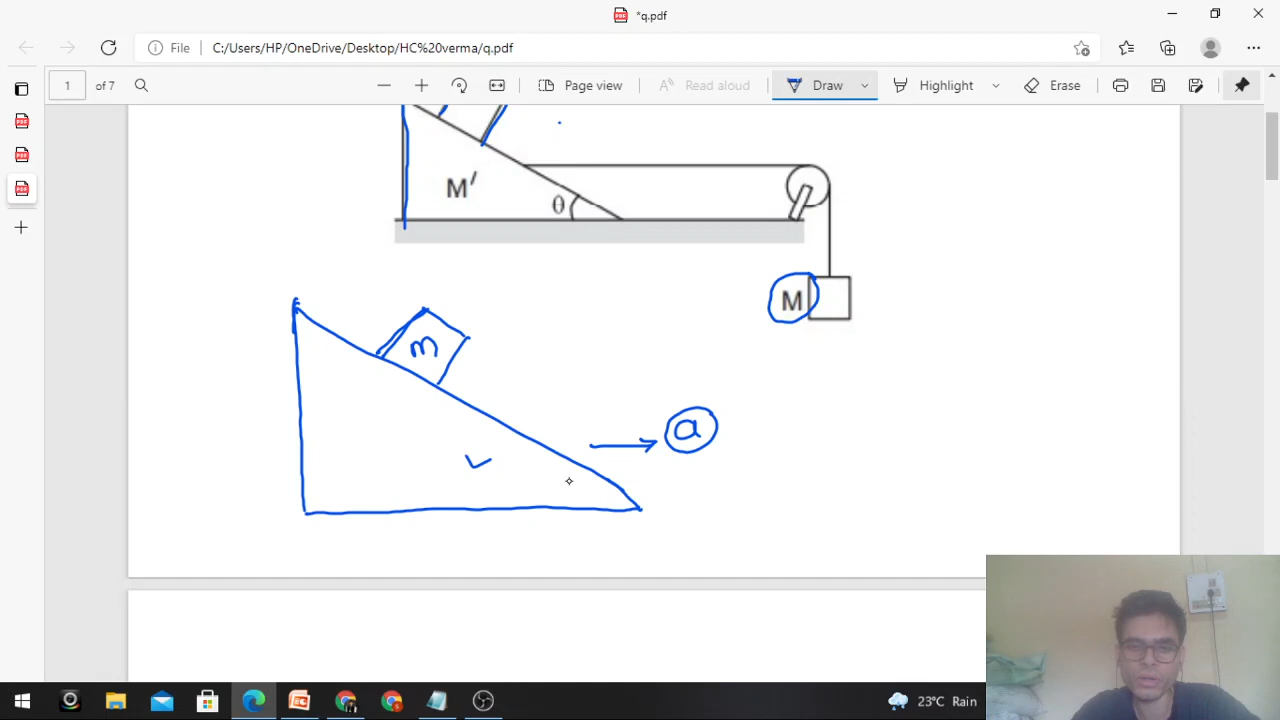 *q.pdf
File
C:/Users/HP/OneDrive/Desktop/HC%20verma/q.pdf
1 of 7
Page view
Read aloud
Draw
Highlight
Erase
M′
θ
M
m
a
23°C Rain